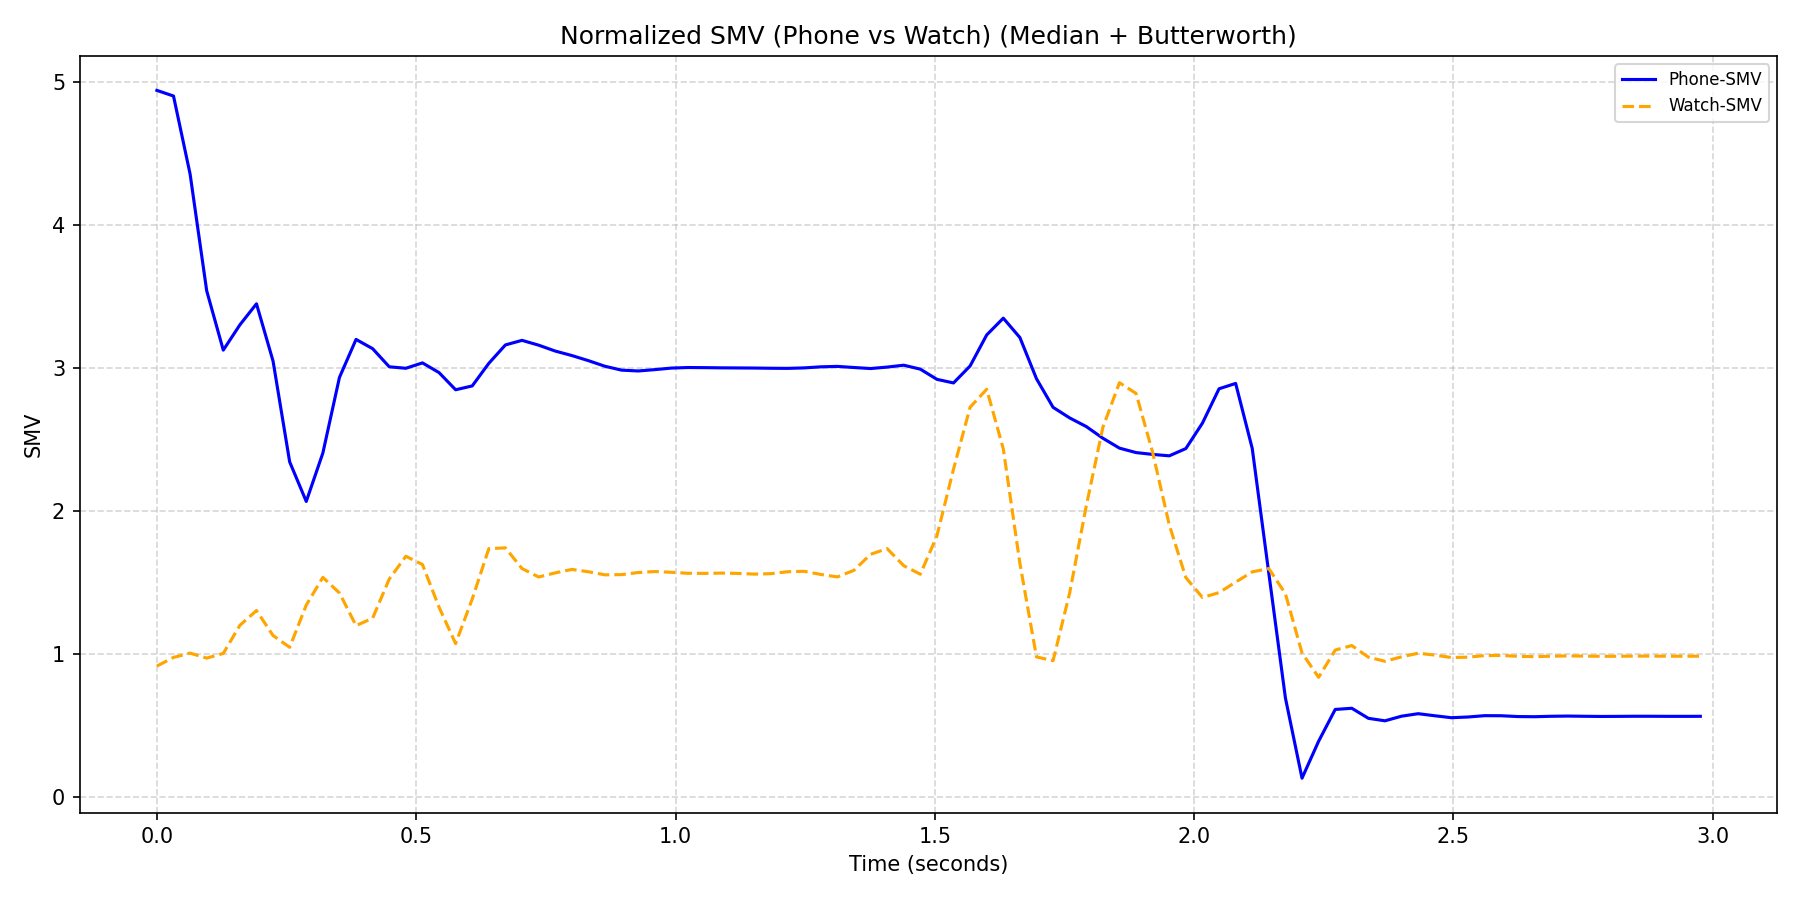 Normalized SMV (Phone vs Watch) (Median + Butterworth)
Phone-SMV
Watch-SMV
5
4
3
2
1
0
SMV
0.0 0.5 1.0 1.5 2.0 2.5 3.0
Time (seconds)